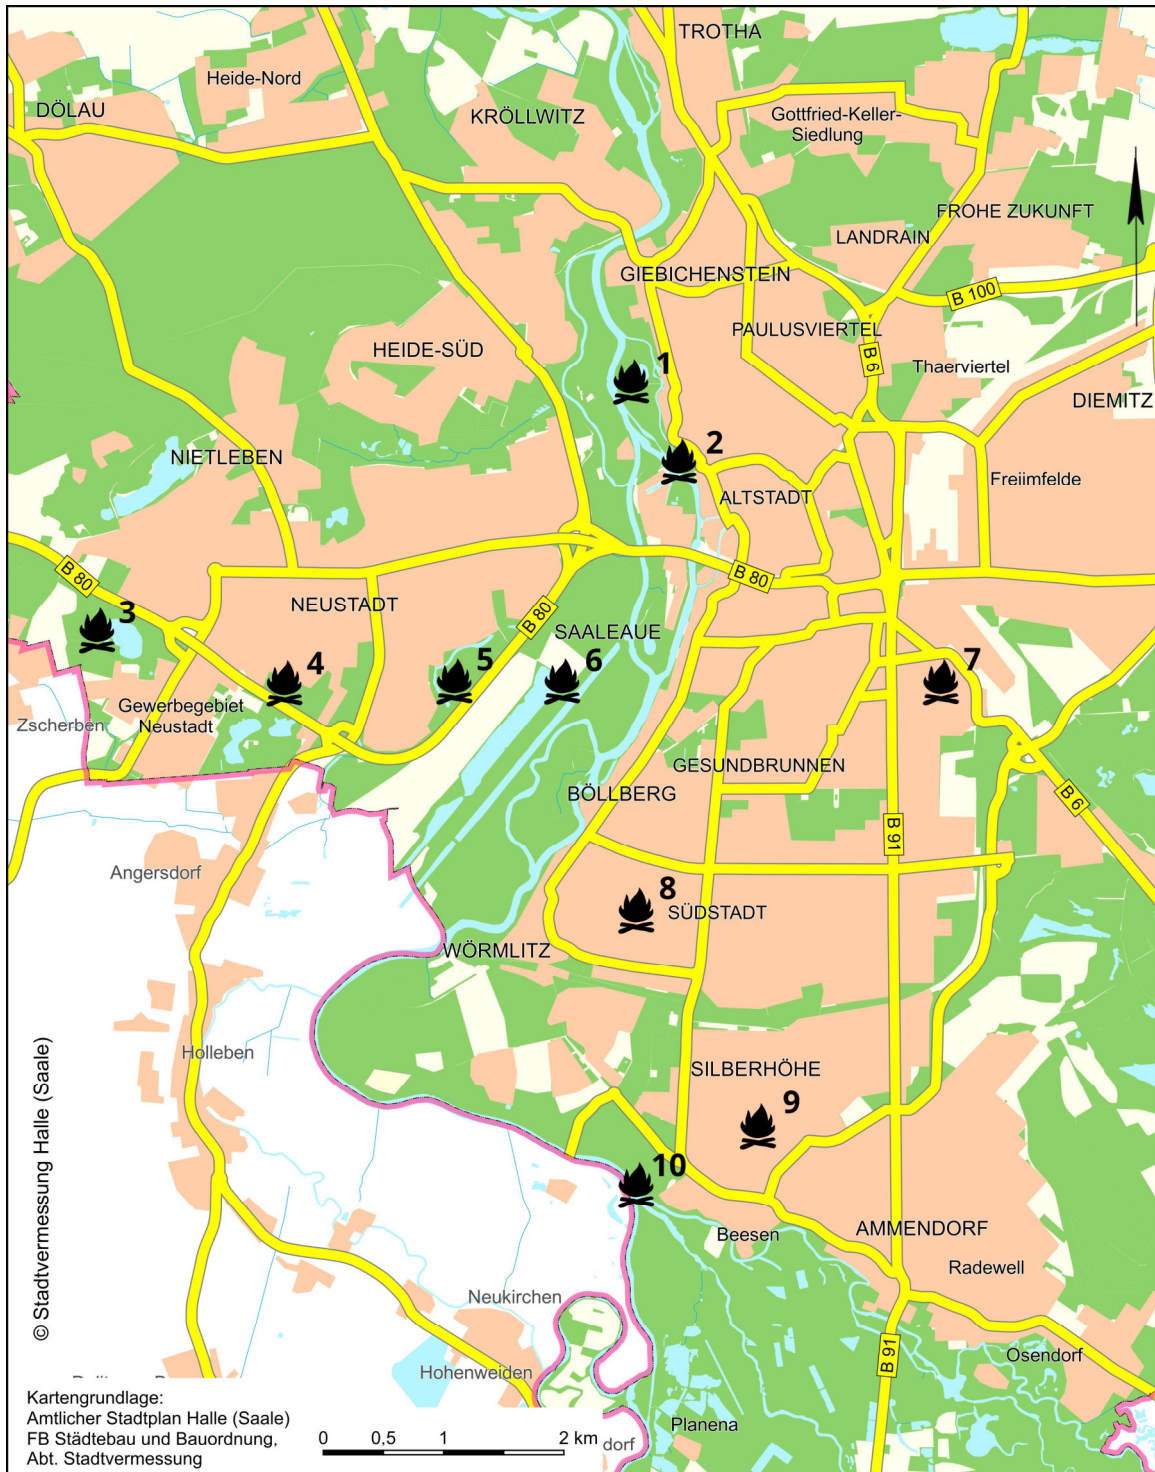 TROTHA
Heide-Nord
DÖLAU
KRÖLLWITZ
Gottfried-Keller-
Siedlung
FROHE ZUKUNFT
LANDRAIN
GIEBICHENSTEIN
B 100
PAULUSVIERTEL
HEIDE-SÜD
B 6
Thaerviertel
1
DIEMITZ
2
NIETLEBEN
Freiimfelde
ALTSTADT
B 80
B 80
NEUSTADT
3
B 80
SAALEAUE
4
5
6
7
Gewerbegebiet
Neustadt
Zscherben
GESUNDBRUNNEN
BÖLLBERG
B 6
B 91
Angersdorf
8
SÜDSTADT
WÖRMLITZ
Holleben
SILBERHÖHE
9
10
Beesen
AMMENDORF
Radewell
Neukirchen
Osendorf
B 91
Hohenweiden
Planena
dorf
© Stadtvermessung Halle (Saale)
Kartengrundlage:
Amtlicher Stadtplan Halle (Saale)
FB Städtebau und Bauordnung,
Abt. Stadtvermessung
0 0,5 1 2 km